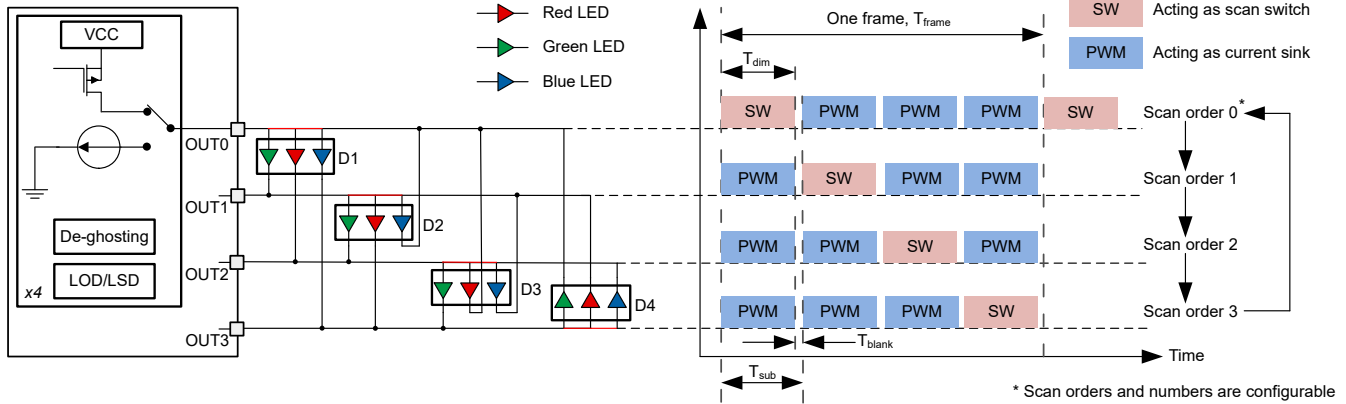 VCC
De-ghosting
LOD/LSD
x4
OUT0
OUT1
OUT2
OUT3
Red LED
Green LED
Blue LED
D1
D2
D3
D4
One frame, Tframe
Tdim
SW Acting as scan switch
PWM Acting as current sink
SW PWM PWM PWM SW Scan order 0*
PWM SW PWM PWM Scan order 1
PWM PWM SW PWM Scan order 2
PWM PWM PWM SW Scan order 3
Tblank
Time
Tsub
* Scan orders and numbers are configurable